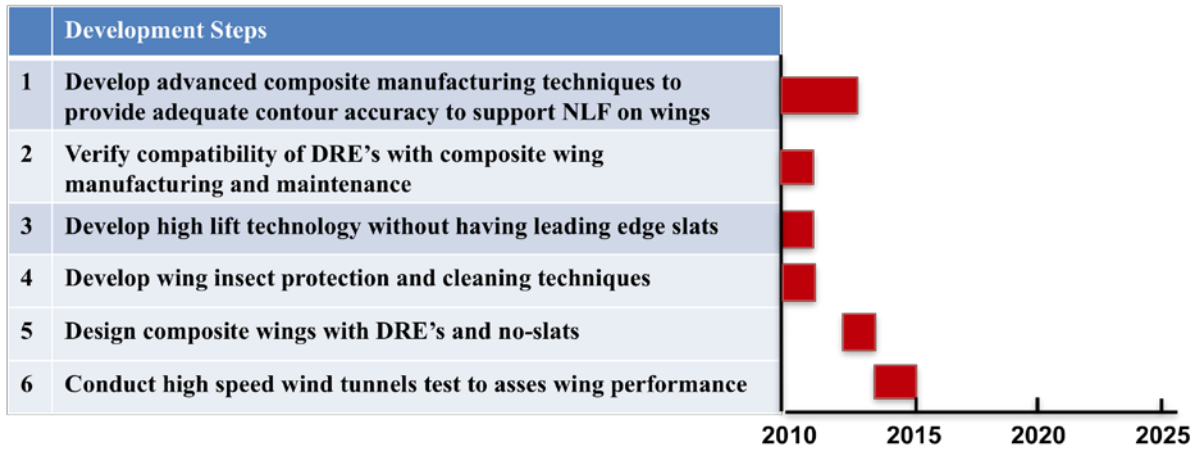 Development Steps
1 Develop advanced composite manufacturing techniques to
provide adequate contour accuracy to support NLF on wings
2 Verify compatibility of DRE's with composite wing
manufacturing and maintenance
3 Develop high lift technology without having leading edge slats
4 Develop wing insect protection and cleaning techniques
5 Design composite wings with DRE's and no-slats
6 Conduct high speed wind tunnels test to asses wing performance
2010 2015 2020 2025